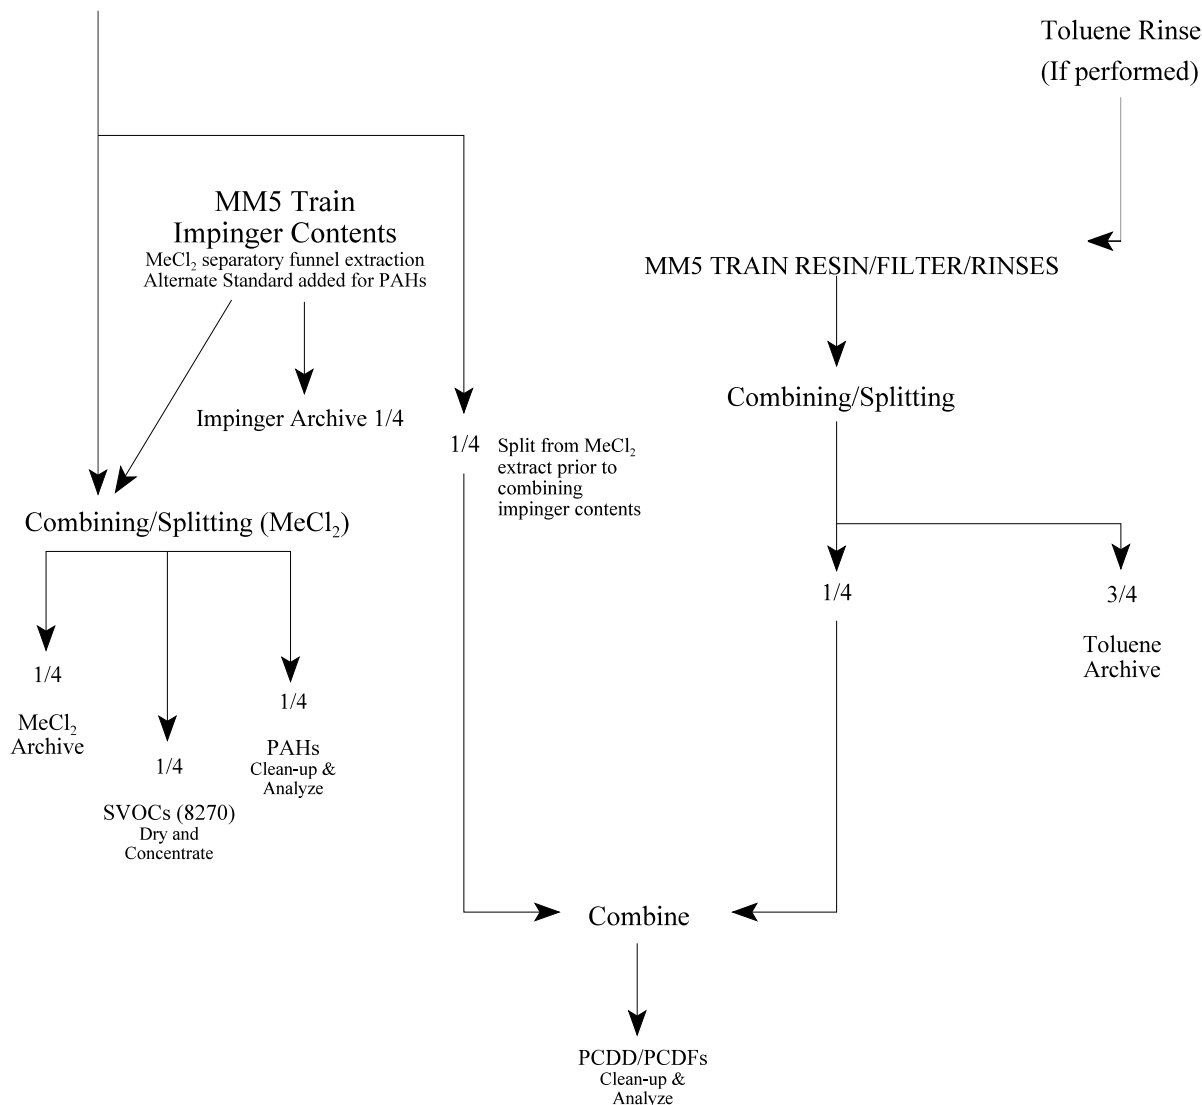 Toluene Rinse
(If performed)
MM5 Train
Impinger Contents
MeCl₂ separatory funnel extraction
Alternate Standard added for PAHs
MM5 TRAIN RESIN/FILTER/RINSES
Impinger Archive 1/4
Combining/Splitting
1/4
Split from MeCl₂
extract prior to
combining
impinger contents
Combining/Splitting (MeCl₂)
1/4
MeCl₂
Archive
1/4
SVOCs (8270)
Dry and
Concentrate
1/4
PAHs
Clean-up &
Analyze
1/4
3/4
Toluene
Archive
Combine
PCDD/PCDFs
Clean-up &
Analyze